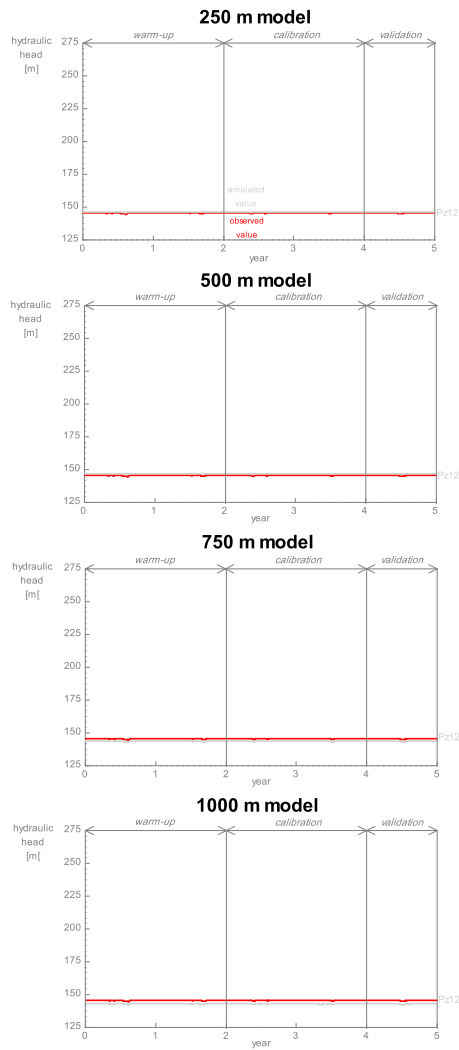 250 m model
hydraulic
head
[m]
warm-up
calibration
validation
275
250
225
200
175
150
125
simulated
value
observed
value
Pz12
0
1
2
3
4
5
year
500 m model
hydraulic
head
[m]
warm-up
calibration
validation
275
250
225
200
175
150
125
Pz12
0
1
2
3
4
5
year
750 m model
hydraulic
head
[m[
warm-up
calibration
validation
275
250
225
200
175
150
125
Pz12
0
1
2
3
4
5
year
1000 m model
hydraulic
head
[m[
warm-up
calibration
validation
275
250
225
200
175
150
125
Pz12
0
1
2
3
4
5
year